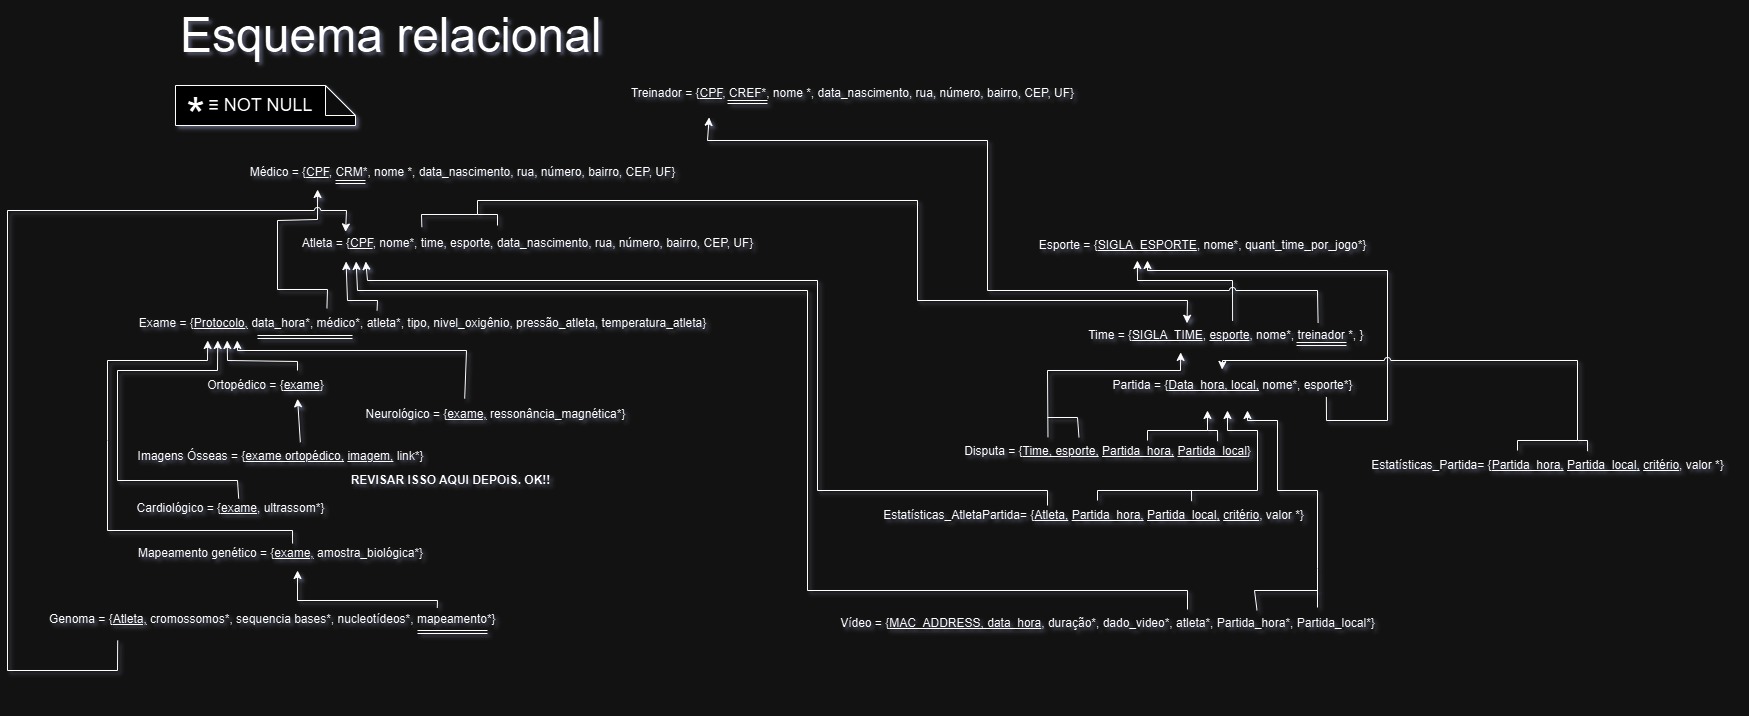 Esquema relacional
* ≡ NOT NULL
Treinador = {CPF, CREF*, nome *, data_nascimento, rua, número, bairro, CEP, UF}
Médico = {CPF, CRM*, nome *, data_nascimento, rua, número, bairro, CEP, UF}
Atleta = {CPF, nome*, time, esporte, data_nascimento, rua, número, bairro, CEP, UF}
Esporte = {SIGLA_ESPORTE, nome*, quant_time_por_jogo*}
Exame = {Protocolo, data_hora*, médico*, atleta*, tipo, nivel_oxigênio, pressão_atleta, temperatura_atleta}
Time = {SIGLA_TIME, esporte, nome*, treinador *, }
Ortopédico = {exame}
Partida = {Data_hora, local, nome*, esporte*}
Neurológico = {exame, ressonância_magnética*}
Imagens Ósseas = {exame ortopédico, imagem, link*}
Disputa = {Time, esporte, Partida_hora, Partida_local}
Estatísticas_Partida= {Partida_hora, Partida_local, critério, valor *}
REVISAR ISSO AQUI DEPOiS. OK!!
Cardiológico = {exame, ultrassom*}
Estatísticas_AtletaPartida= {Atleta, Partida_hora, Partida_local, critério, valor *}
Mapeamento genético = {exame, amostra_biológica*}
Genoma = {Atleta, cromossomos*, sequencia bases*, nucleotídeos*, mapeamento*}
Vídeo = {MAC_ADDRESS, data_hora, duração*, dado_video*, atleta*, Partida_hora*, Partida_local*}